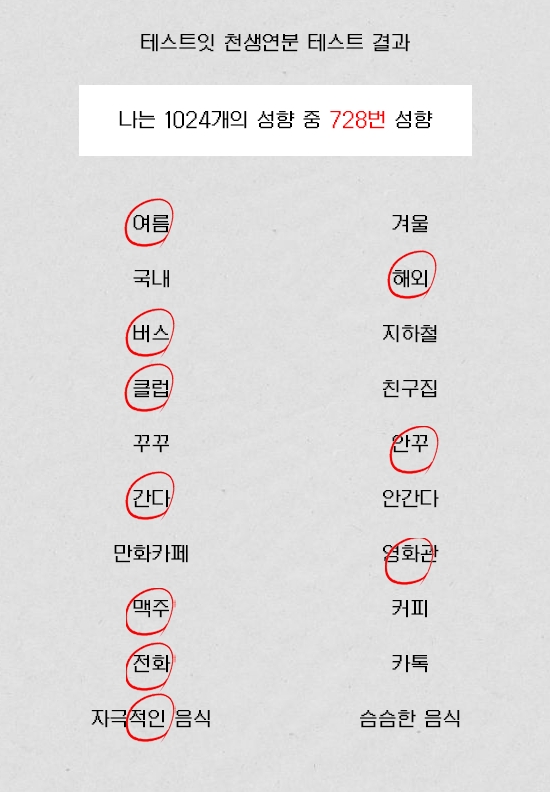 테스트잇 천생연분 테스트 결과
나는 1024개의 성향 중 728번 성향
여름 겨울
국내 해외
버스 지하철
클럽 친구집
꾸꾸 안꾸
간다 안간다
만화카페 영화관
맥주 커피
전화 카톡
자극적인 음식 슴슴한 음식